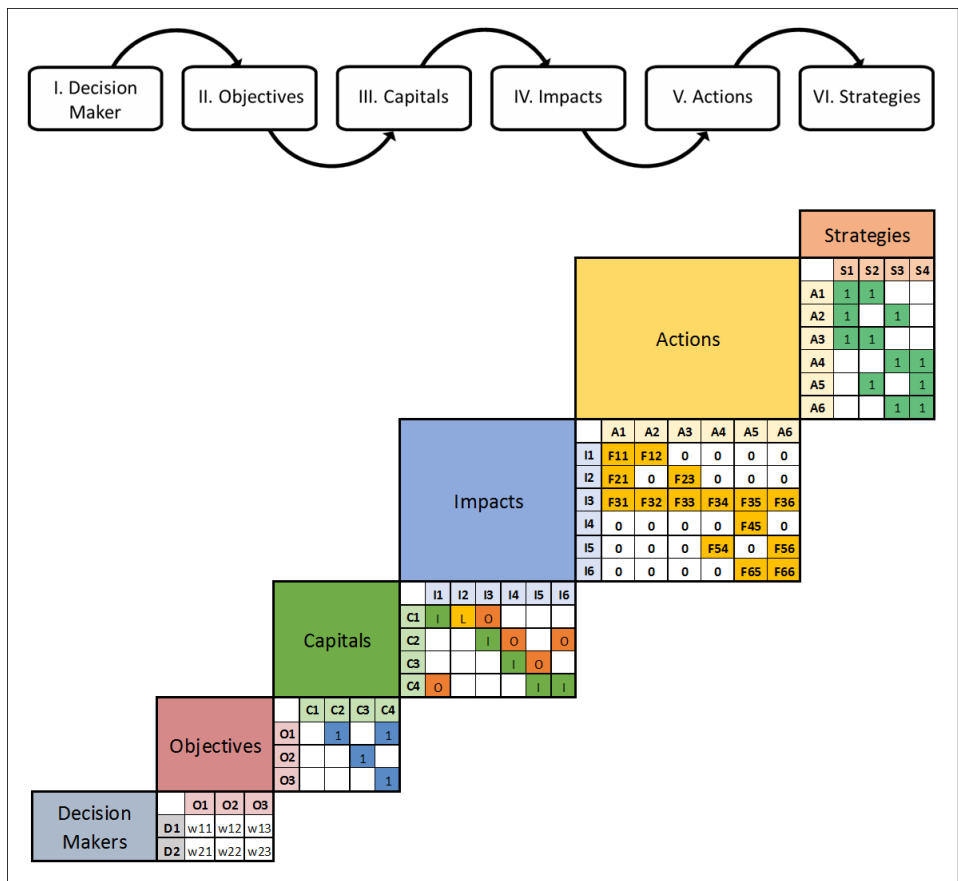 I. Decision
Maker
II. Objectives
III. Capitals
IV. Impacts
V. Actions
VI. Strategies
Strategies
S1 S2 S3 S4
A1 1 1
A2 1 1
A3 1 1
A4 1 1
A5 1 1
A6 1 1
Actions
A1 A2 A3 A4 A5 A6
I1 F11 F12 0 0 0 0
I2 F21 0 F23 0 0 0
I3 F31 F32 F33 F34 F35 F36
I4 0 0 0 0 F45 0
I5 0 0 0 F54 0 F56
I6 0 0 0 0 F65 F66
Impacts
I1 I2 I3 I4 I5 I6
C1 I L O
C2 I O O
C3 I O
C4 O I I
Capitals
C1 C2 C3 C4
O1 1 1
O2 1
O3 1
Objectives
O1 O2 O3
D1 w11 w12 w13
D2 w21 w22 w23
Decision
Makers